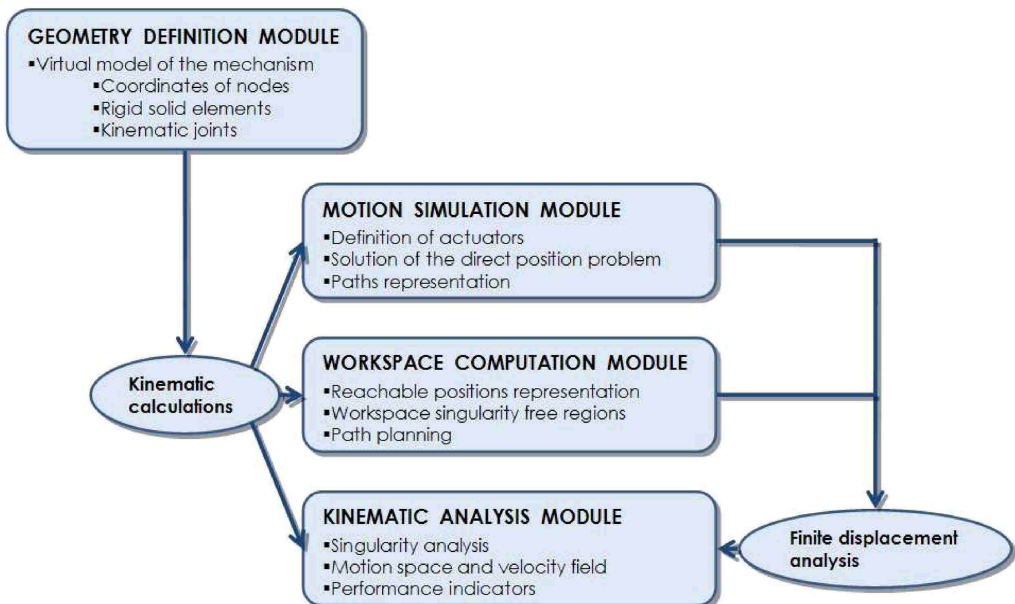 GEOMETRY DEFINITION MODULE
▪Virtual model of the mechanism
▪Coordinates of nodes
▪Rigid solid elements
▪Kinematic joints
MOTION SIMULATION MODULE
▪Definition of actuators
▪Solution of the direct position problem
▪Paths representation
Kinematic
calculations
WORKSPACE COMPUTATION MODULE
▪Reachable positions representation
▪Workspace singularity free regions
▪Path planning
KINEMATIC ANALYSIS MODULE
▪Singularity analysis
▪Motion space and velocity field
▪Performance indicators
Finite displacement
analysis